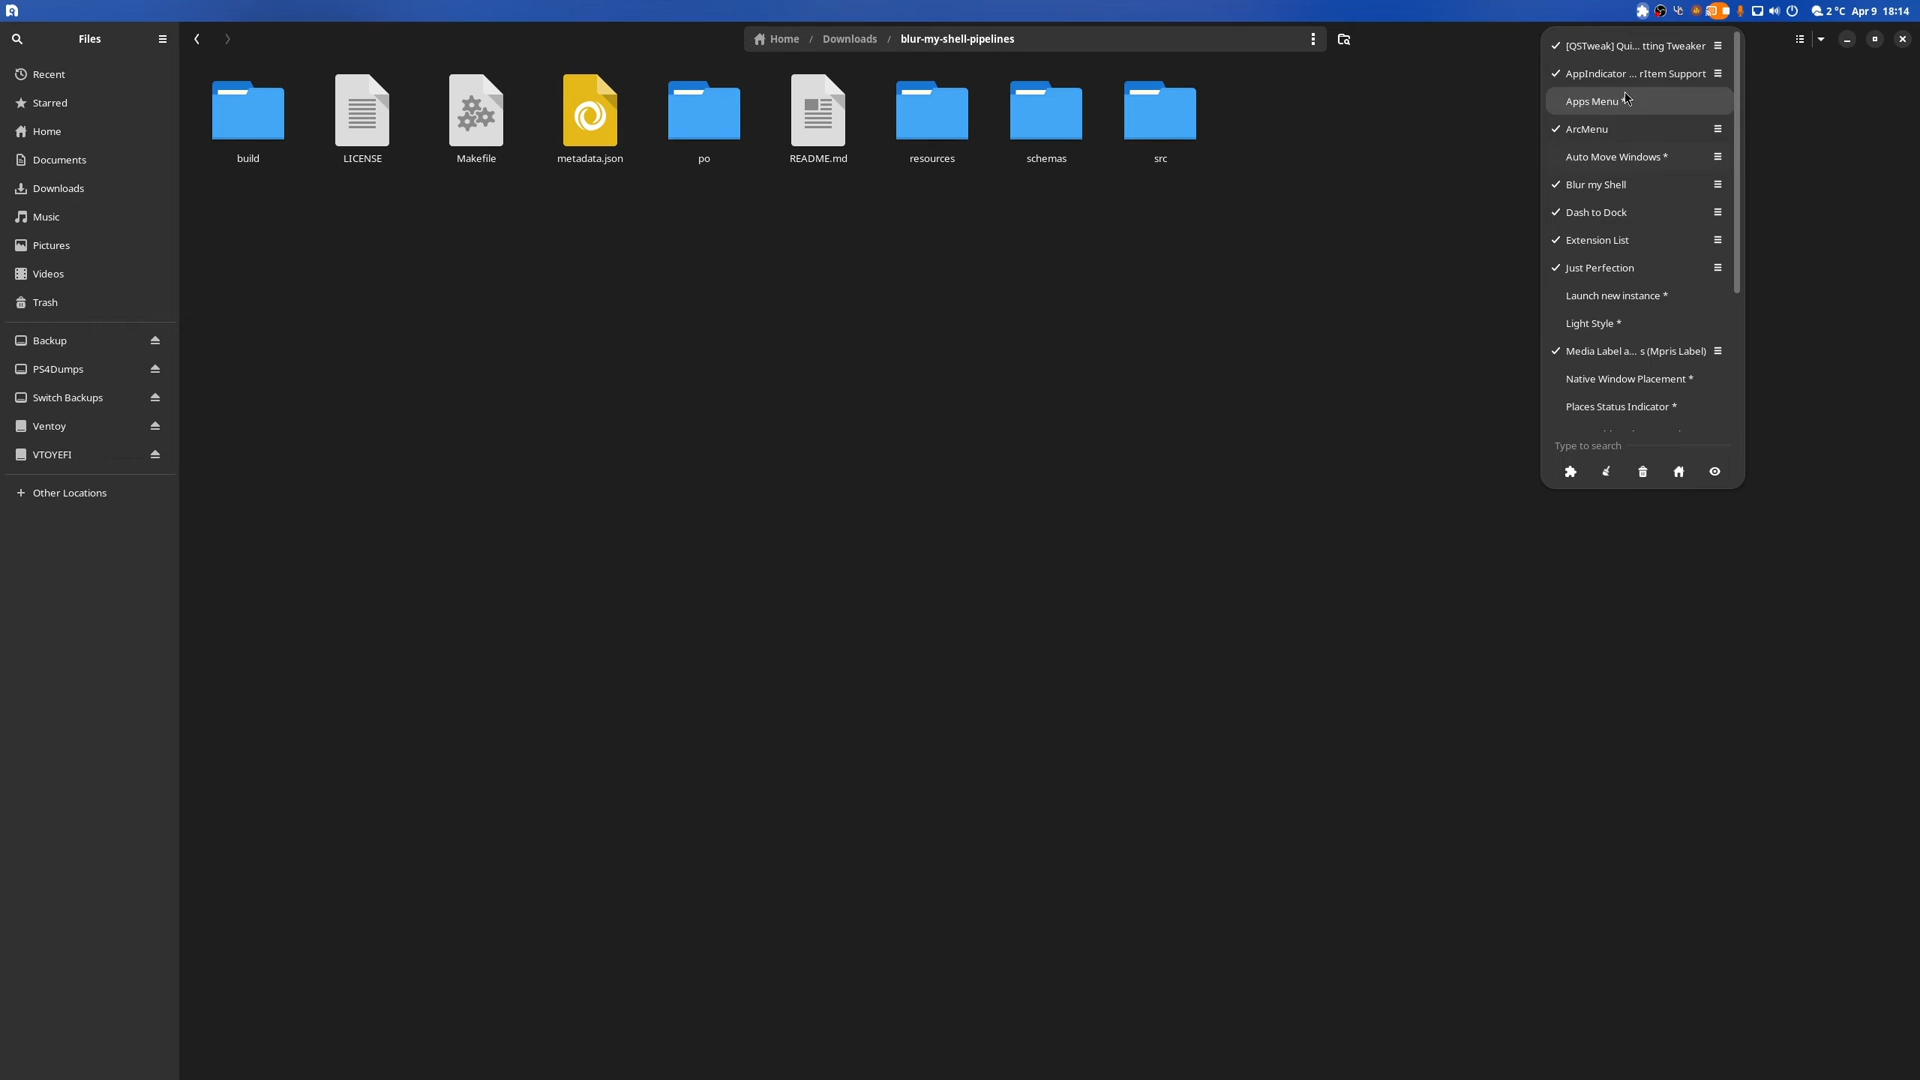 2 °C Apr 9 18:14
Files
Home / Downloads / blur-my-shell-pipelines
Recent
Starred
Home
Documents
Downloads
Music
Pictures
Videos
Trash
Backup
PS4Dumps
Switch Backups
Ventoy
VTOYEFI
Other Locations
build
LICENSE
Makefile
metadata.json
po
README.md
resources
schemas
src
[QSTweak] Qui... tting Tweaker
AppIndicator ... rItem Support
Apps Menu *
ArcMenu
Auto Move Windows *
Blur my Shell
Dash to Dock
Extension List
Just Perfection
Launch new instance *
Light Style *
Media Label a... s (Mpris Label)
Native Window Placement *
Places Status Indicator *
Type to search